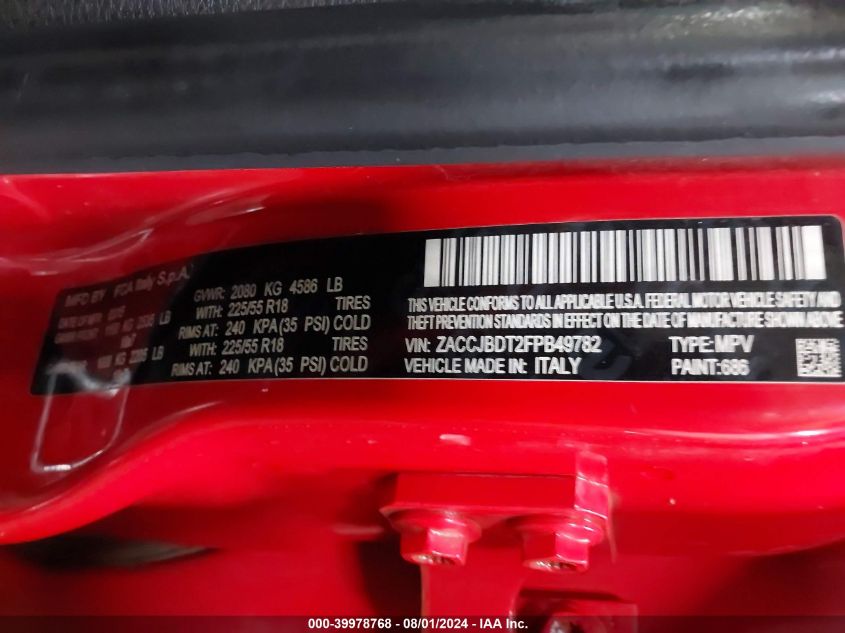 MFD BY FCA Italy S.p.A.
GVWR: 2080 KG 4586 LB
WITH: 225/55 R18 TIRES
RIMS AT: 240 KPA(35 PSI) COLD
WITH: 225/55 R18 TIRES
RIMS AT: 240 KPA(35 PSI) COLD
THIS VEHICLE CONFORMS TO ALL APPLICABLE U.S.A. FEDERAL MOTOR VEHICLE SAFETY AND
THEFT PREVENTION STANDARDS IN EFFECT ON THE DATE OF MANUFACTURE SHOWN ABOVE.
VIN: ZACCJBDT2FPB49782 TYPE:MPV
VEHICLE MADE IN: ITALY PAINT:686
000-39978768 - 08/01/2024 - IAA Inc.